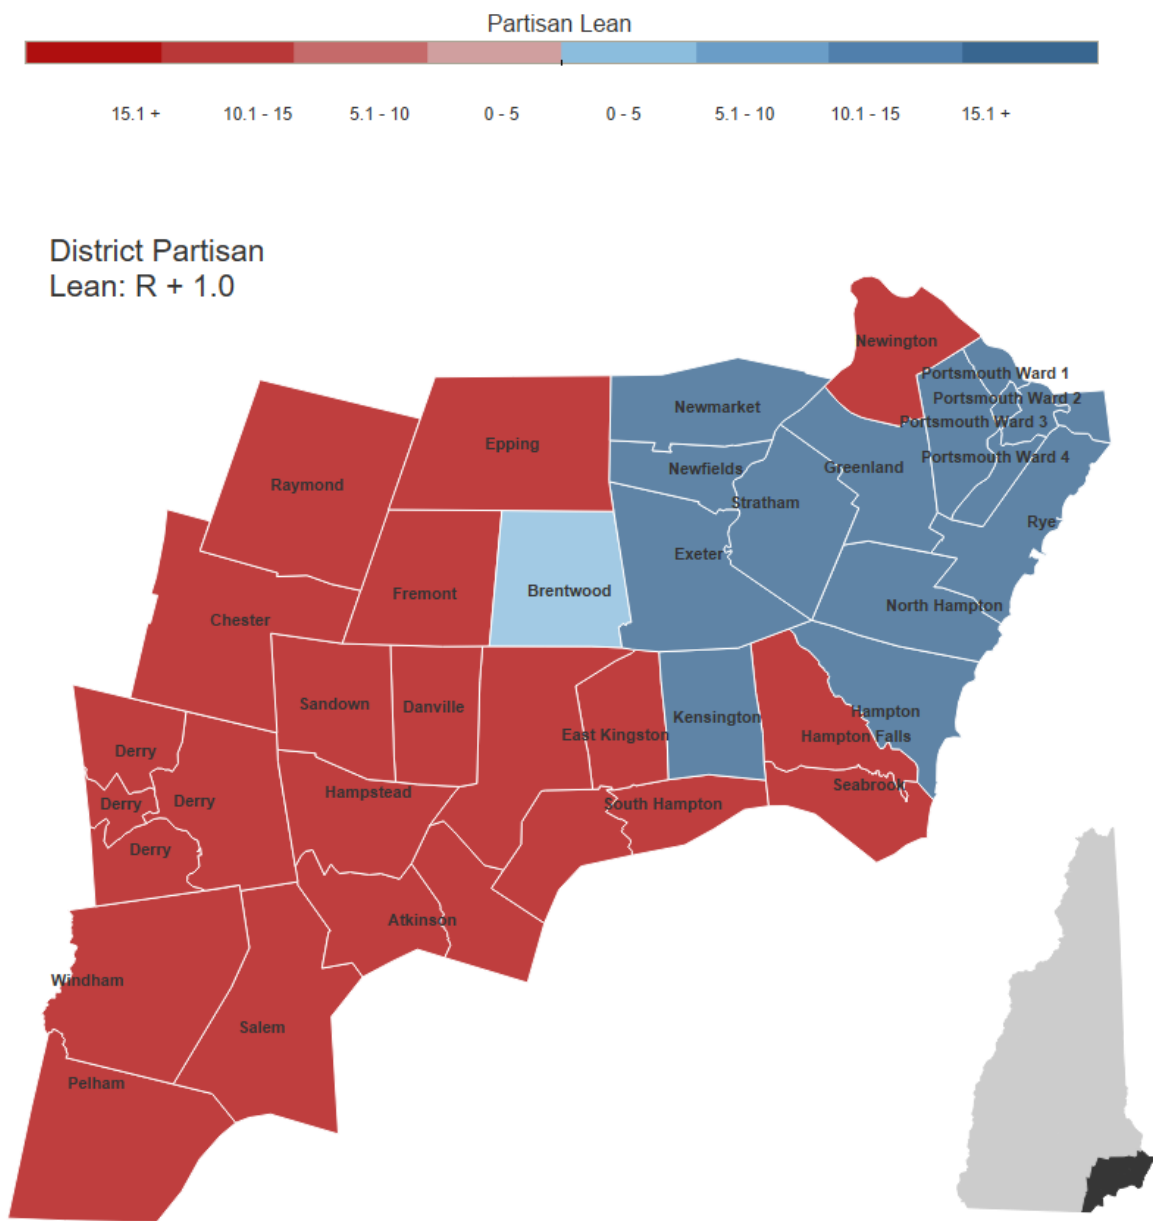 Partisan Lean
15.1 + 10.1 - 15 5.1 - 10 0 - 5 0 - 5 5.1 - 10 10.1 - 15 15.1 +
District Partisan
Lean: R + 1.0
Newington
Portsmouth Ward 1
Portsmouth Ward 2
Newmarket
Portsmouth Ward 3
Epping
Portsmouth Ward 4
Newfields
Greenland
Raymond
Stratham
Rye
Exeter
Brentwood
Fremont
North Hampton
Chester
Sandown
Danville
Hampton
Kensington
East Kingston
Hampton Falls
Derry
Seabrook
Hampstead
Derry
Derry
South Hampton
Derry
Atkinson
Windham
Salem
Pelham